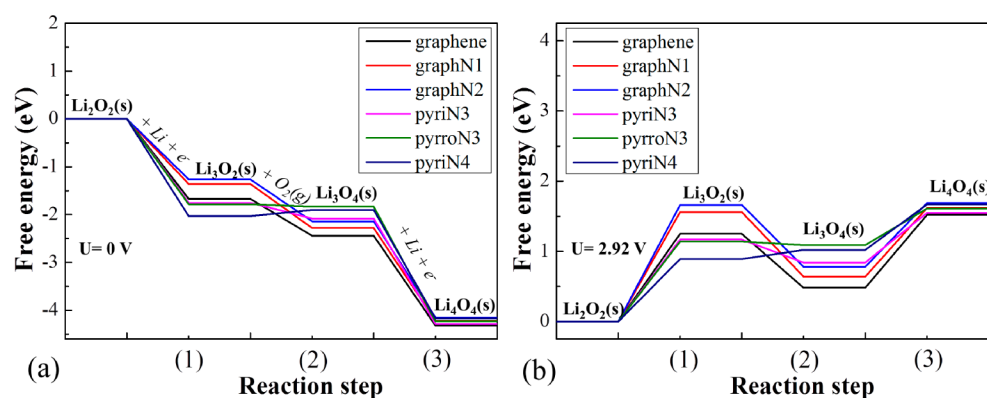 2
1
0
-1
-2
-3
-4
Free energy (eV)
graphene
graphN1
graphN2
pyriN3
pyrroN3
pyriN4
Li₂O₂(s)
+ Li + e-
Li₃O₂(s)
+ O₂(g)
Li₃O₄(s)
+ Li + e-
Li₄O₄(s)
U= 0 V
(a)
(1)
(2)
(3)
Reaction step
4
3
2
1
0
Free energy (eV)
graphene
graphN1
graphN2
pyriN3
pyrroN3
pyriN4
Li₃O₂(s)
Li₄O₄(s)
Li₃O₄(s)
U= 2.92 V
Li₂O₂(s)
(b)
(1)
(2)
(3)
Reaction step